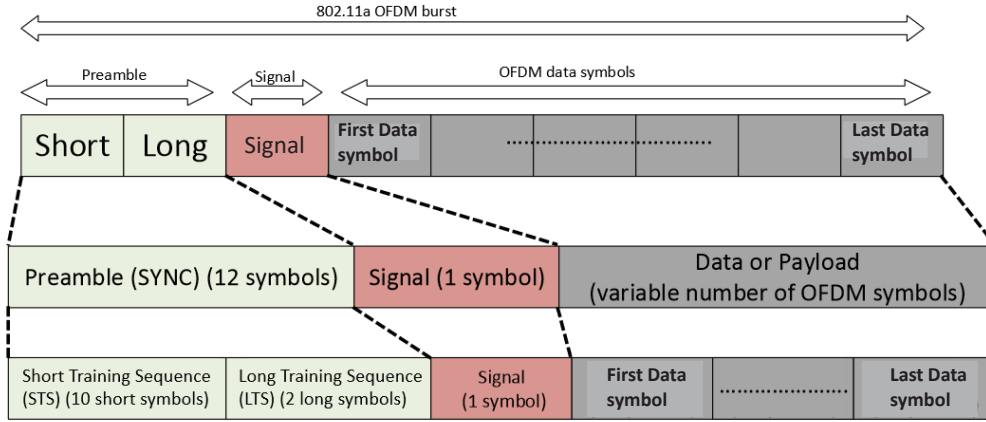 802.11a OFDM burst
Preamble
Signal
OFDM data symbols
Short
Long
Signal
First Data
symbol
.......................................
Last Data
symbol
Preamble (SYNC) (12 symbols)
Signal (1 symbol)
Data or Payload
(variable number of OFDM symbols)
Short Training Sequence
(STS) (10 short symbols)
Long Training Sequence
(LTS) (2 long symbols)
Signal
(1 symbol)
First Data
symbol
........................
Last Data
symbol